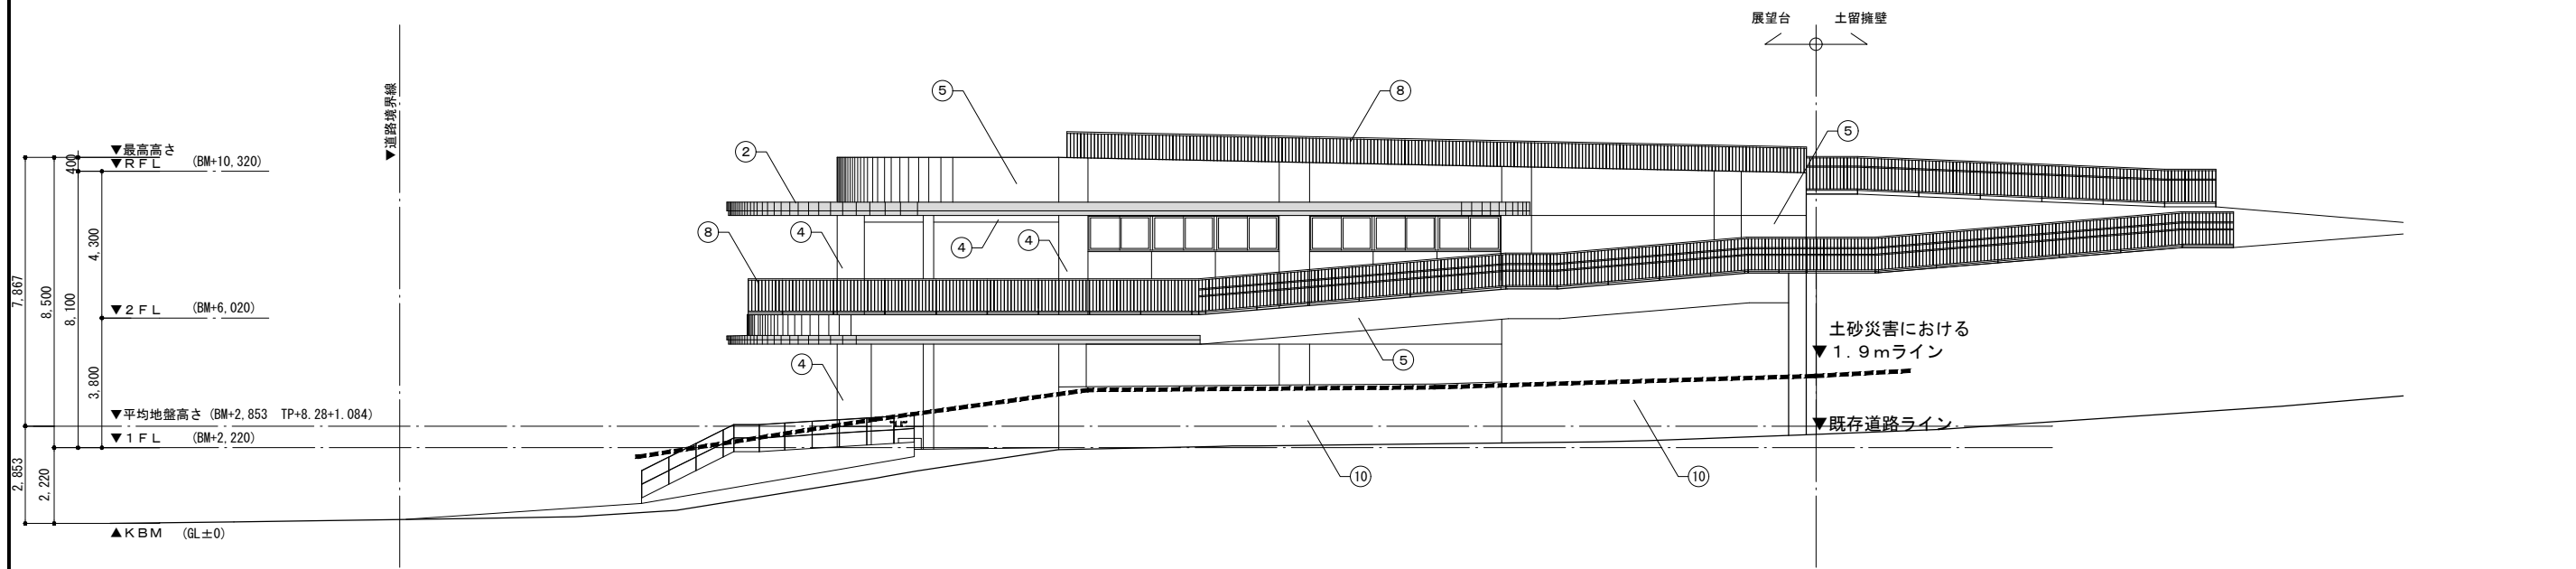 展望台
土留擁壁
▼道路境界線
5
8
5
2
▼最高高さ
▼RFL (BM+10,320)
400
4,300
7,867
8,500
8,100
8
4
4
4
▼2FL (BM+6,020)
土砂災害における
▼1.9mライン
4
5
3,800
▼平均地盤高さ (BM+2,853 TP+8.28+1.084)
▼既存道路ライン
▼1FL (BM+2,220)
2,853
2,220
10
10
▲KBM (GL±0)